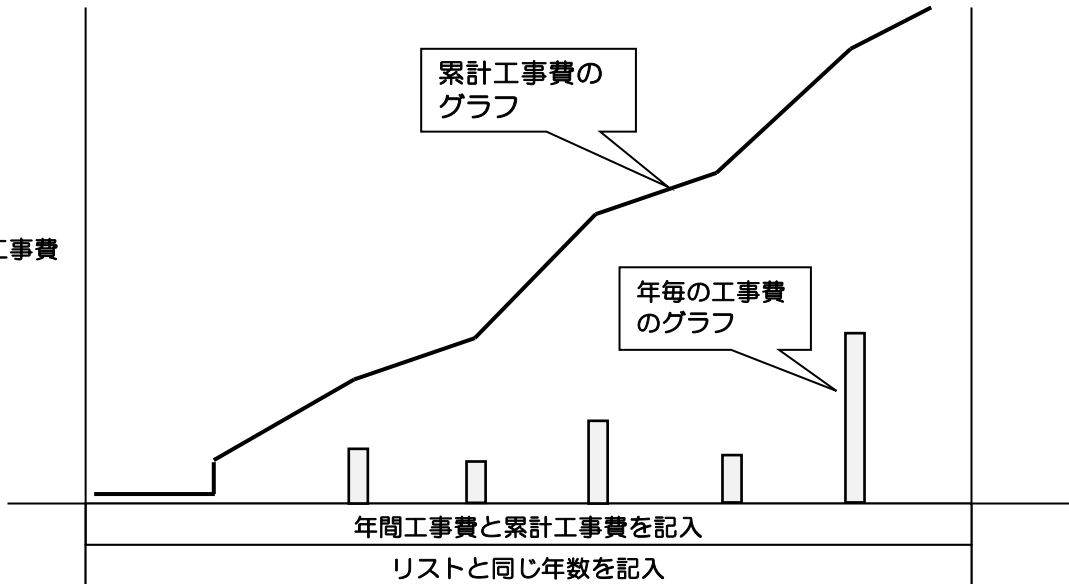 累計工事費の
グラフ
工事費
年毎の工事費
のグラフ
年間工事費と累計工事費を記入
リストと同じ年数を記入